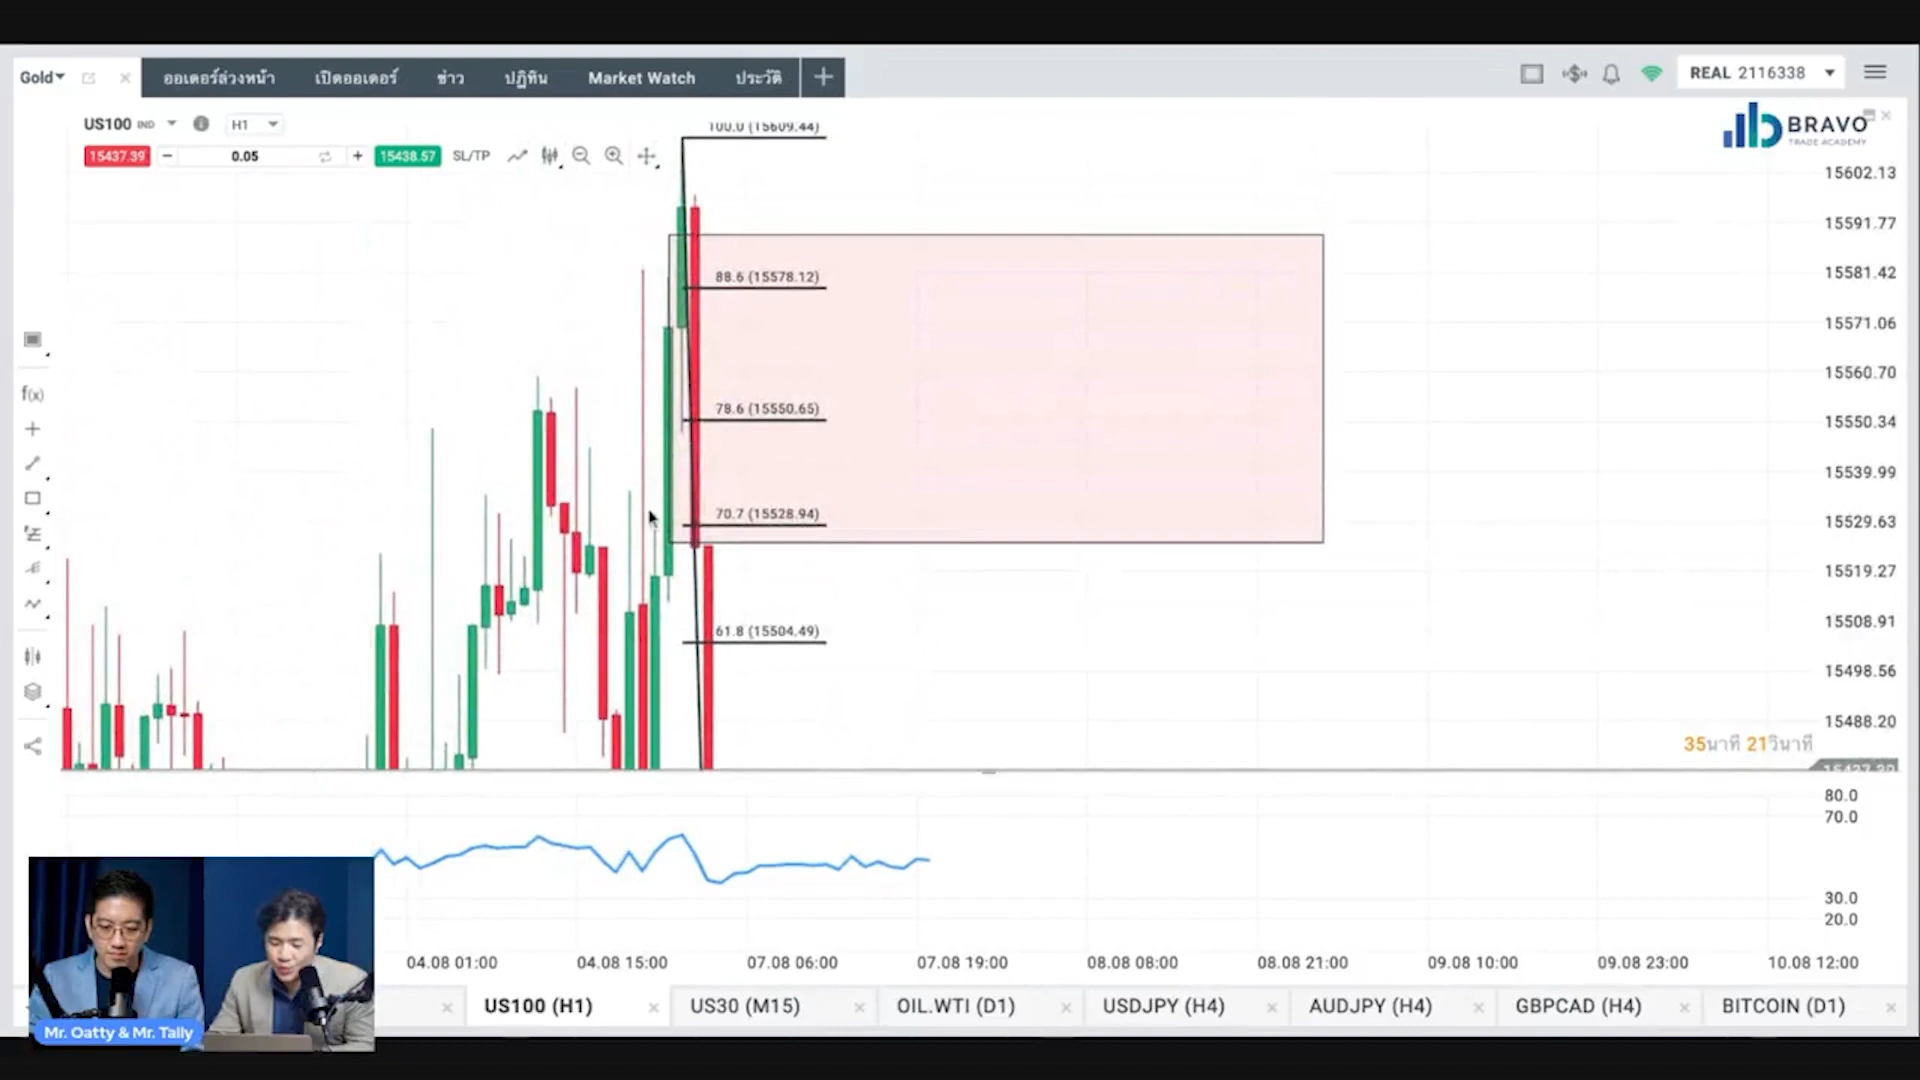 Gold
ออเดอร์ล่วงหน้า
เปิดออเดอร์
ข่าว
ปฏิทิน
Market Watch
ประวัติ
REAL 2116338
US100 IND
H1
15437.39
0.05
15438.57
SL/TP
BRAVO
TRADE ACADEMY
100.0 (15609.44)
88.6 (15578.12)
78.6 (15550.65)
70.7 (15528.94)
61.8 (15504.49)
15602.13
15591.77
15581.42
15571.06
15560.70
15550.34
15539.99
15529.63
15519.27
15508.91
15498.56
15488.20
35นาที 21วินาที
15437.39
f(x)
80.0
70.0
30.0
20.0
04.08 01:00
04.08 15:00
07.08 06:00
07.08 19:00
08.08 08:00
08.08 21:00
09.08 10:00
09.08 23:00
10.08 12:00
US100 (H1)
US30 (M15)
OIL.WTI (D1)
USDJPY (H4)
AUDJPY (H4)
GBPCAD (H4)
BITCOIN (D1)
Mr. Oatty & Mr. Tally